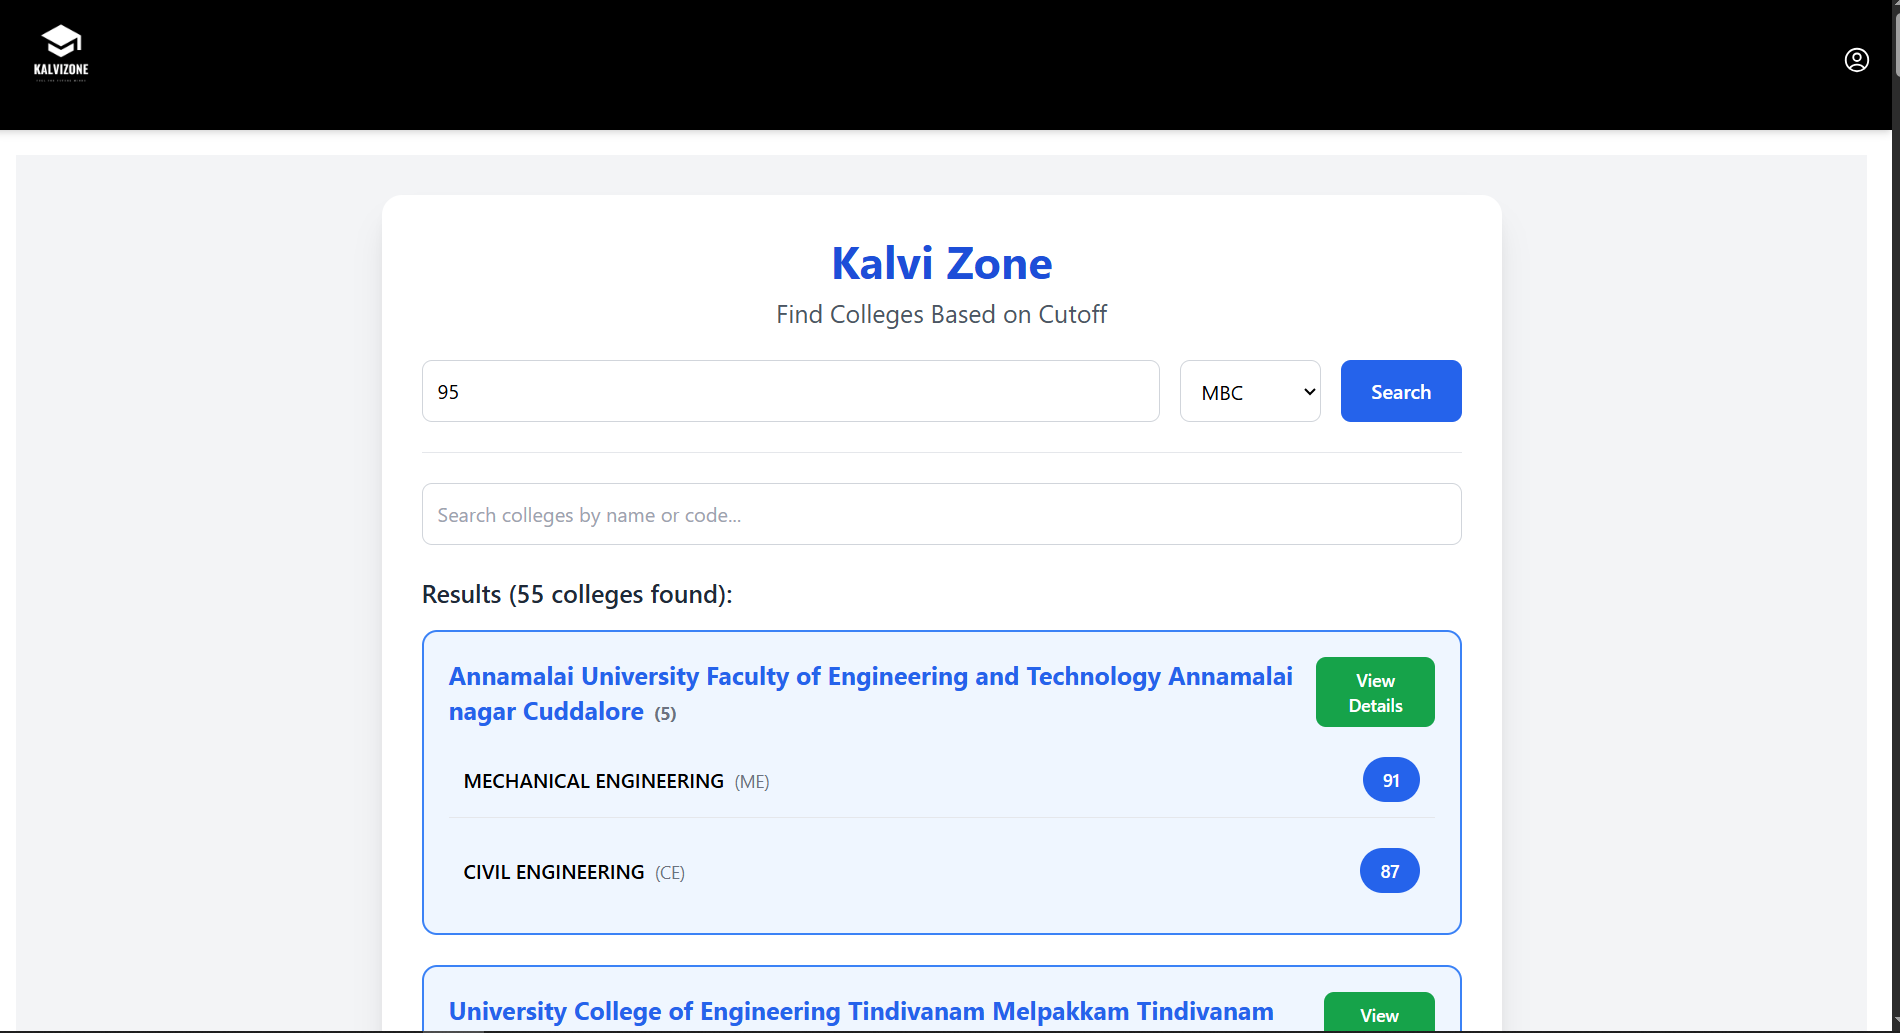 KALVIZONE
Kalvi Zone
Find Colleges Based on Cutoff
95
MBC
Search
Search colleges by name or code...
Results (55 colleges found):
Annamalai University Faculty of Engineering and Technology Annamalai
nagar Cuddalore (5)
View
Details
MECHANICAL ENGINEERING (ME)
91
CIVIL ENGINEERING (CE)
87
University College of Engineering Tindivanam Melpakkam Tindivanam
View